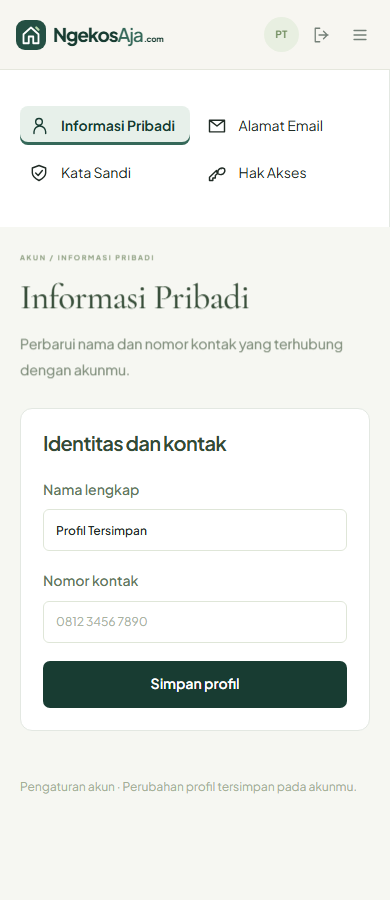 NgekosAja.com
PT
Informasi Pribadi
Alamat Email
Kata Sandi
Hak Akses
AKUN / INFORMASI PRIBADI
Informasi Pribadi
Perbarui nama dan nomor kontak yang terhubung
dengan akunmu.
Identitas dan kontak
Nama lengkap
Profil Tersimpan
Nomor kontak
0812 3456 7890
Simpan profil
Pengaturan akun · Perubahan profil tersimpan pada akunmu.